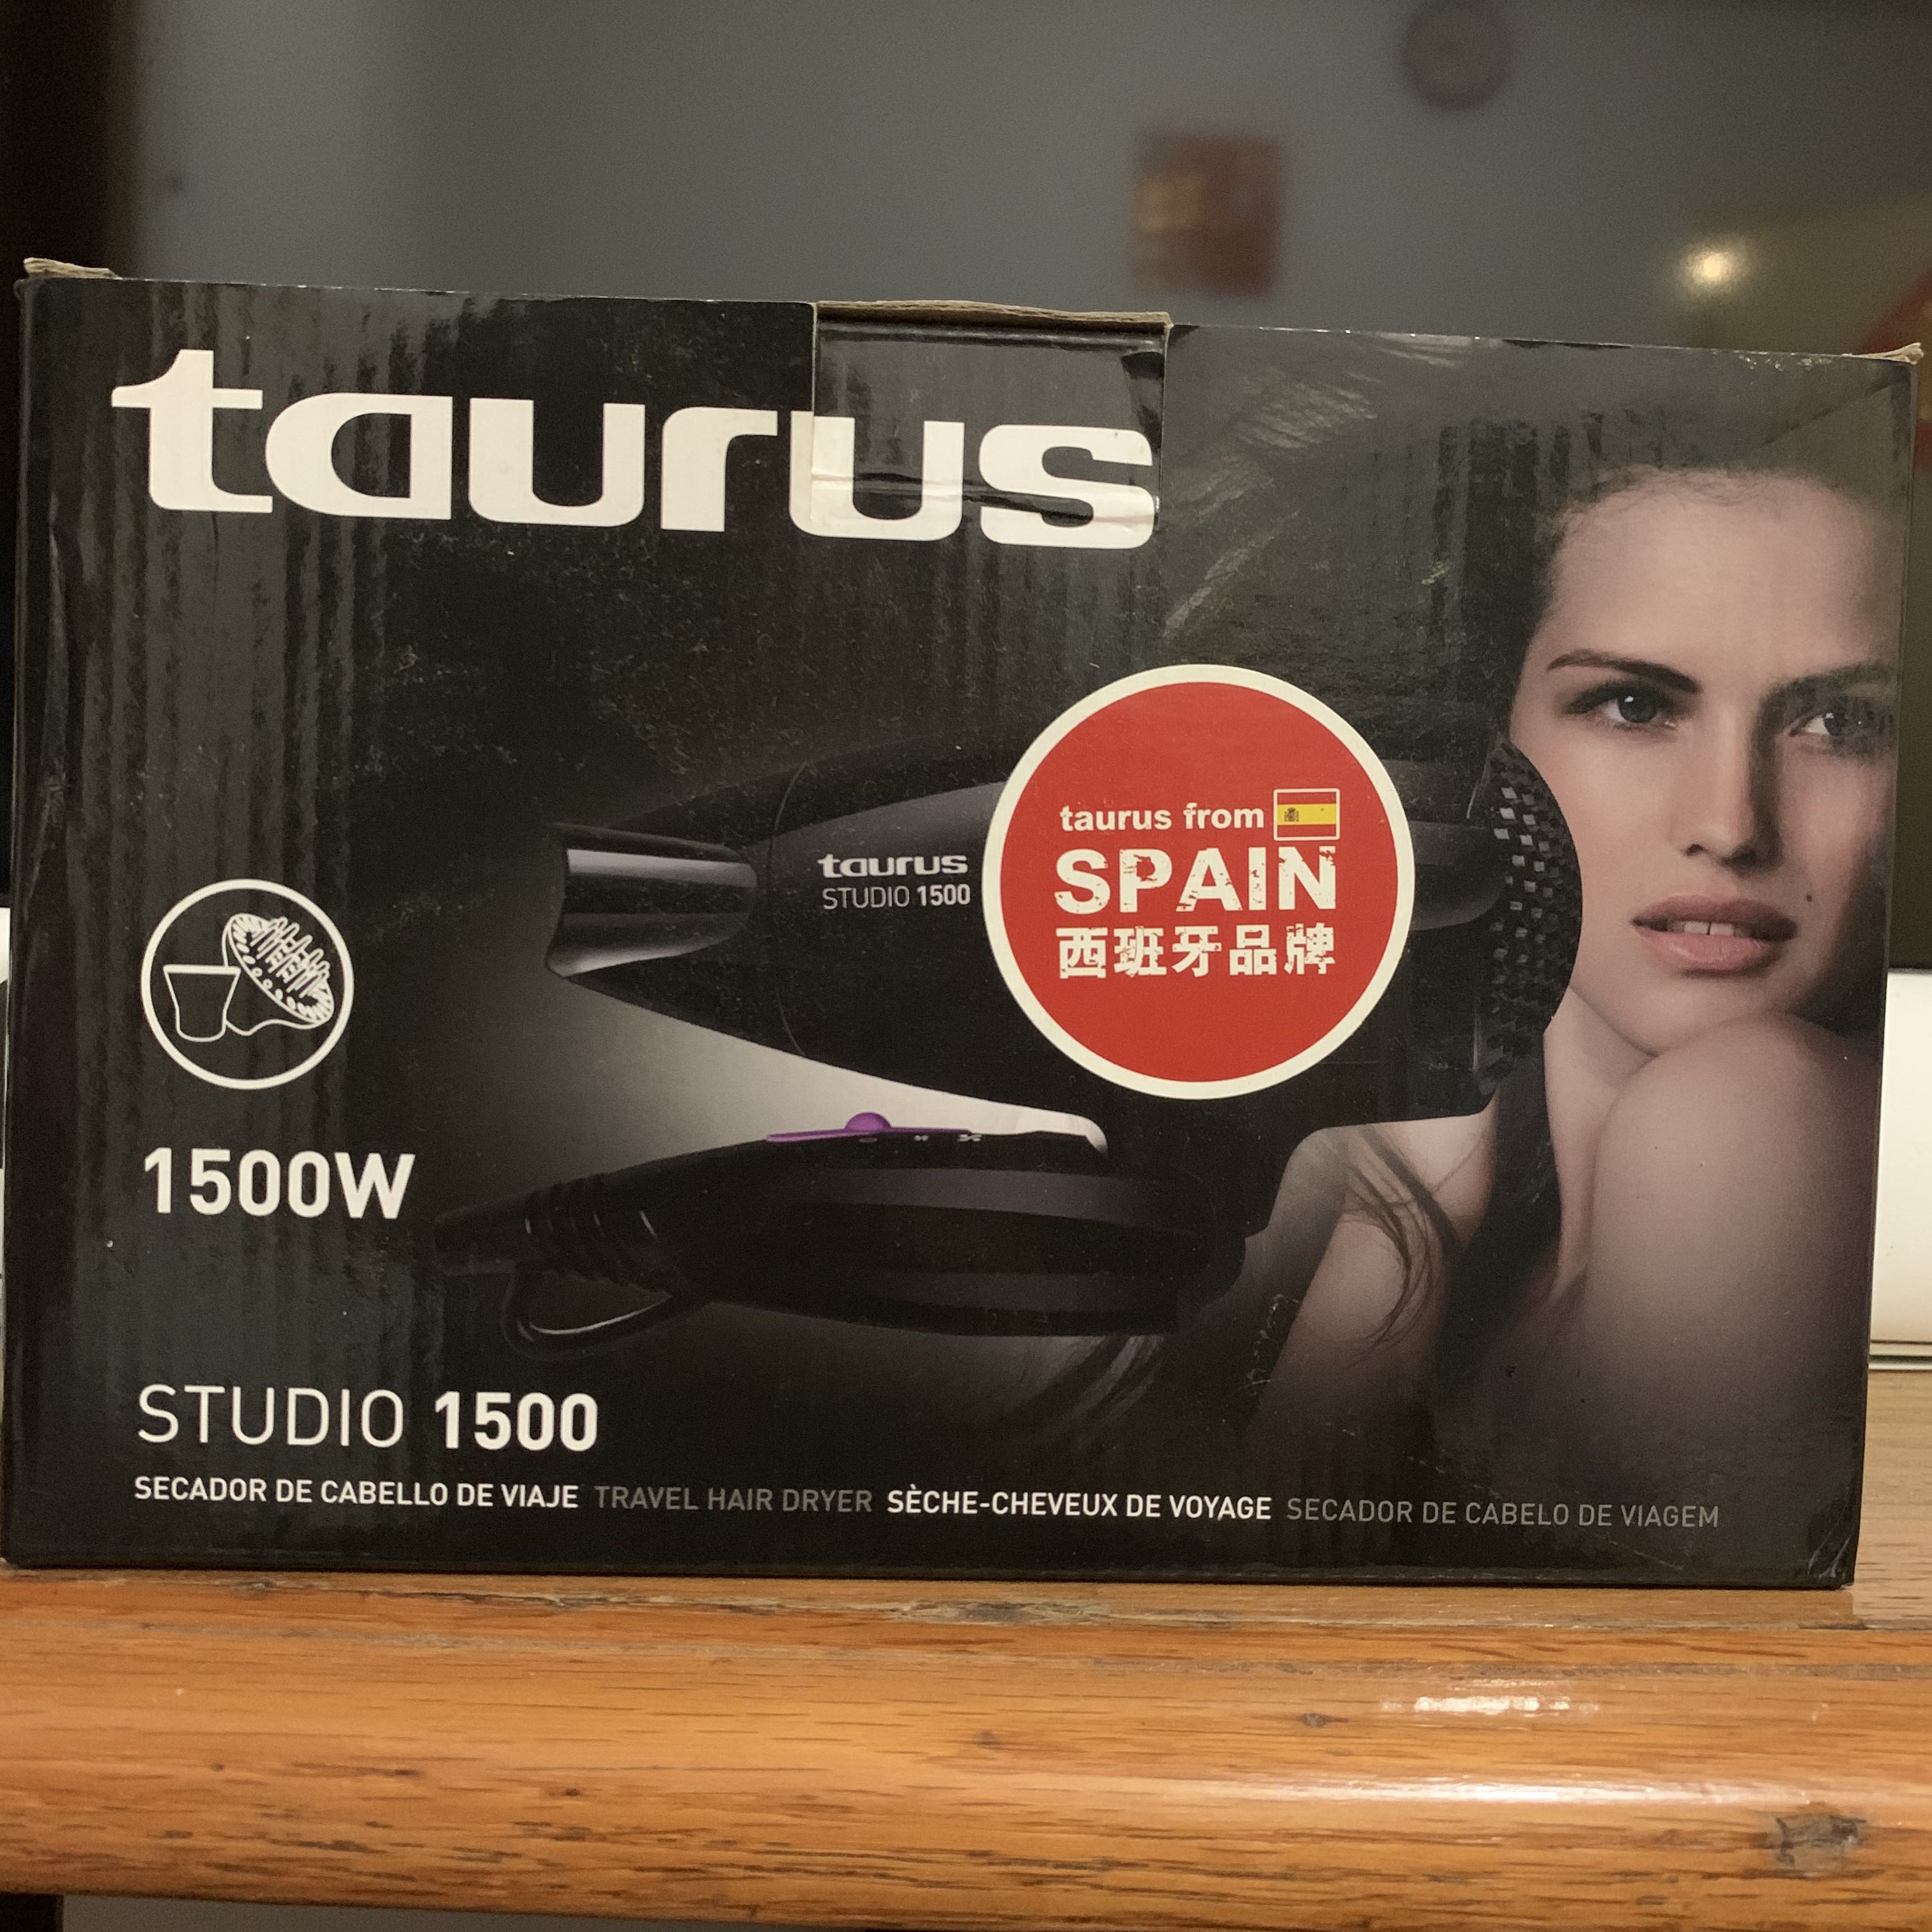 taurus
taurus
STUDIO 1500
taurus from
SPAIN
西班牙品牌
1500W
STUDIO 1500
SECADOR DE CABELLO DE VIAJE TRAVEL HAIR DRYER SÈCHE-CHEVEUX DE VOYAGE SECADOR DE CABELO DE VIAGEM